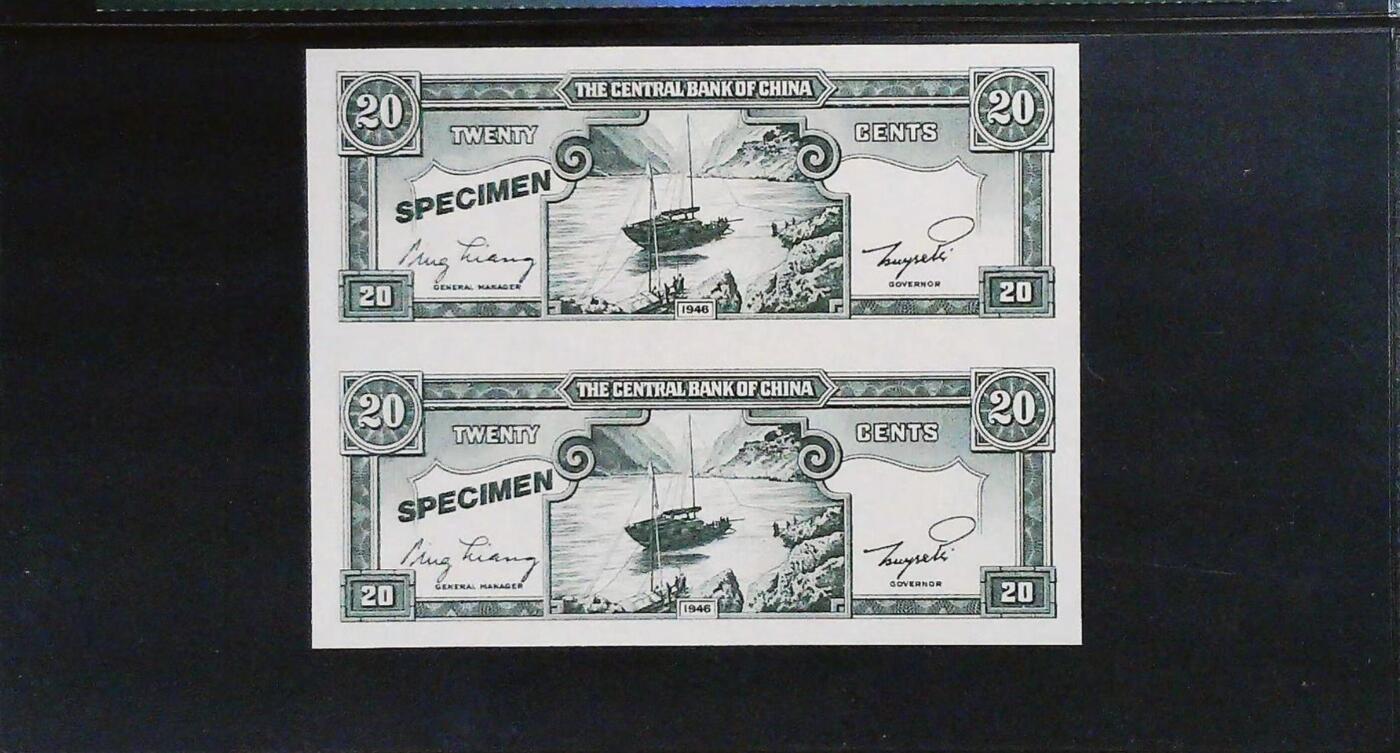 THE CENTRAL BANK OF CHINA
20 20
TWENTY CENTS
SPECIMEN
GENERAL MANAGER GOVERNOR
20 1946 20
THE CENTRAL BANK OF CHINA
20 20
TWENTY CENTS
SPECIMEN
GENERAL MANAGER GOVERNOR
20 1946 20